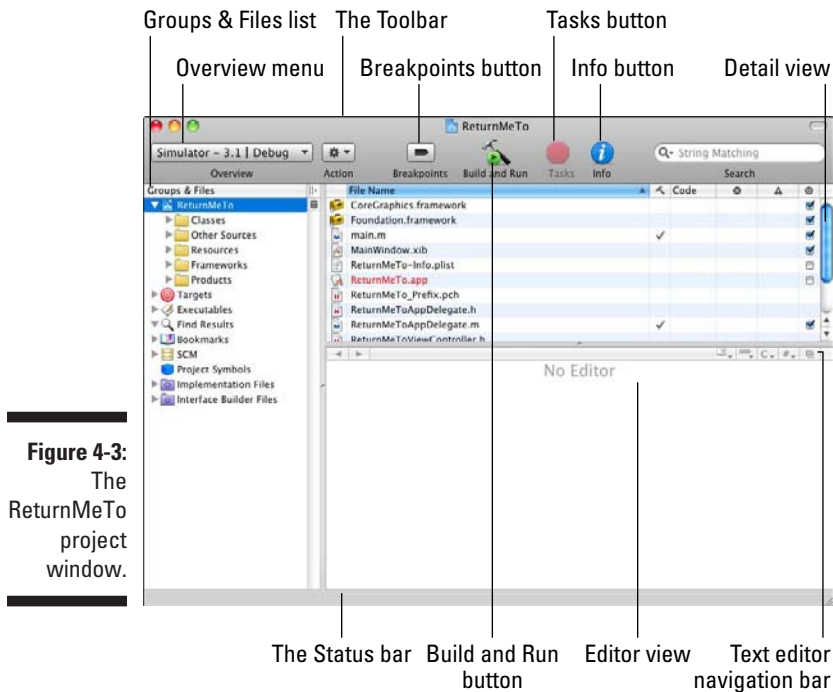 Groups & Files list The Toolbar Tasks button
Overview menu Breakpoints button Info button Detail view
ReturnMeTo
Simulator - 3.1 | Debug
String Matching
Overview Action Breakpoints Build and Run Tasks Info Search
Groups & Files
File Name Code
ReturnMeTo
Classes
Other Sources
Resources
Frameworks
Products
Targets
Executables
Find Results
Bookmarks
SCM
Project Symbols
Implementation Files
Interface Builder Files
CoreGraphics.framework
Foundation.framework
main.m
MainWindow.xib
ReturnMeTo-Info.plist
ReturnMeTo.app
ReturnMeTo_Prefix.pch
ReturnMeToAppDelegate.h
ReturnMeToAppDelegate.m
ReturnMeToViewController.h
C #
No Editor
Figure 4-3:
The
ReturnMeTo
project
window.
The Status bar Build and Run Editor view Text editor
button navigation bar